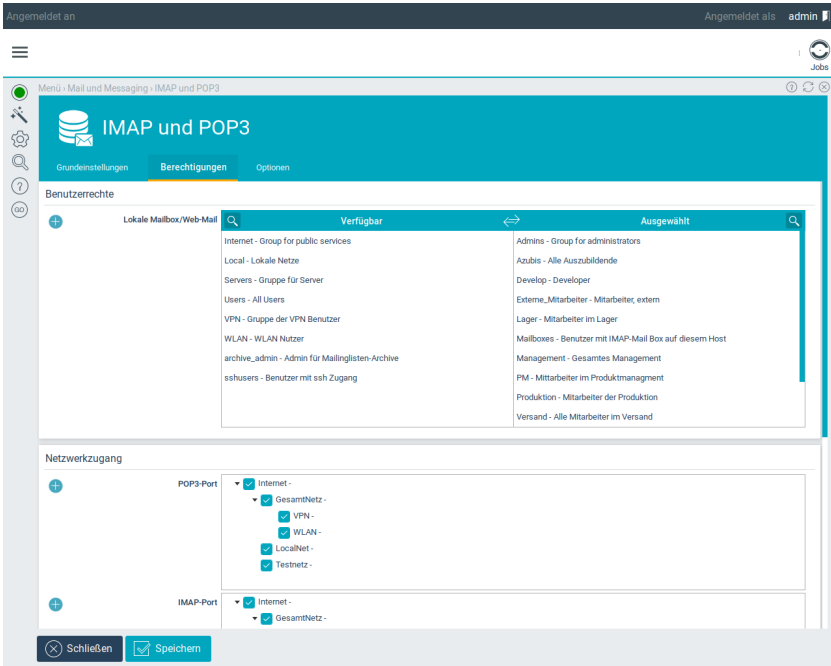 Angemeldet an
Angemeldet als admin
Jobs
Menü › Mail und Messaging › IMAP und POP3
IMAP und POP3
Grundeinstellungen Berechtigungen Optionen
Benutzerrechte
Lokale Mailbox/Web-Mail
Verfügbar
Ausgewählt
Internet - Group for public services
Local - Lokale Netze
Servers - Gruppe für Server
Users - All Users
VPN - Gruppe der VPN Benutzer
WLAN - WLAN Nutzer
archive_admin - Admin für Mailinglisten-Archive
sshusers - Benutzer mit ssh Zugang
Admins - Group for administrators
Azubis - Alle Auszubildende
Develop - Developer
Externe_Mitarbeiter - Mitarbeiter, extern
Lager - Mitarbeiter im Lager
Mailboxes - Benutzer mit IMAP-Mail Box auf diesem Host
Management - Gesamtes Management
PM - Mittarbeiter im Produktmanagment
Produktion - Mitarbeiter der Produktion
Versand - Alle Mitarbeiter im Versand
Netzwerkzugang
POP3-Port
Internet -
GesamtNetz -
VPN -
WLAN -
LocalNet -
Testnetz -
IMAP-Port
Internet -
GesamtNetz -
GO
Schließen
Speichern